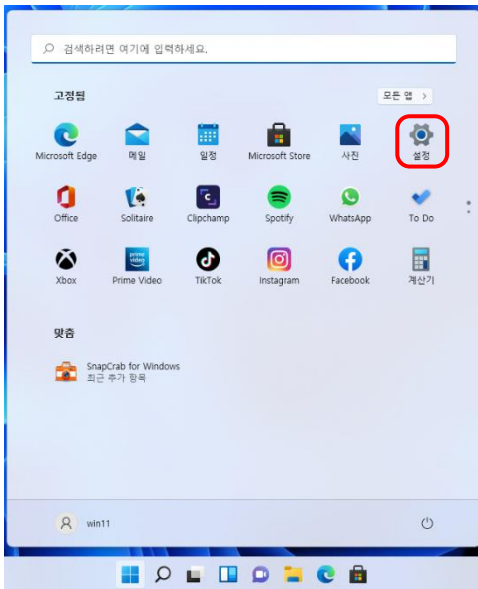 검색하려면 여기에 입력하세요.
고정됨
모든 앱 >
Microsoft Edge 메일 일정 Microsoft Store 사진 설정
Office Solitaire Clipchamp Spotify WhatsApp To Do
prime video
Xbox Prime Video TikTok Instagram Facebook 계산기
맞춤
SnapCrab for Windows
최근 추가 항목
win11